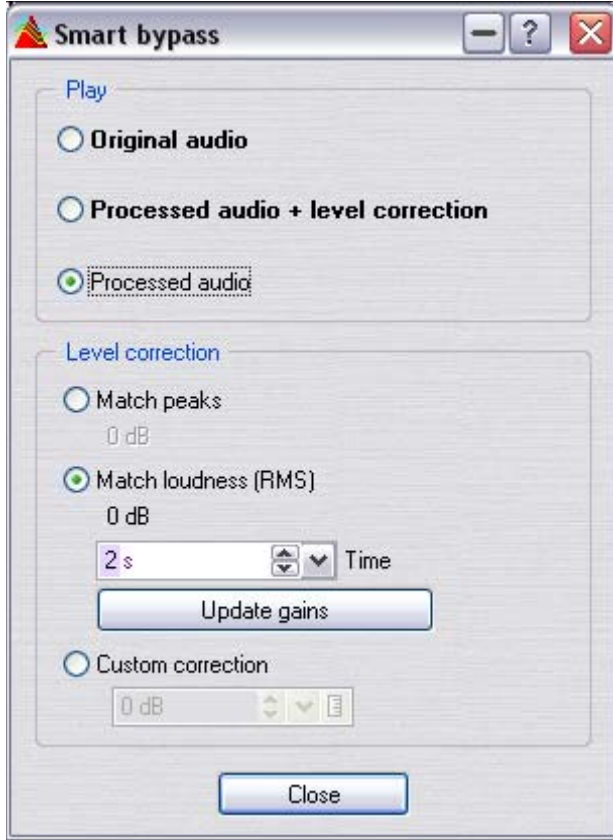 Smart bypass
Play
Original audio
Processed audio + level correction
Processed audio
Level correction
Match peaks
0 dB
Match loudness (RMS)
0 dB
2 s Time
Update gains
Custom correction
0 dB
Close